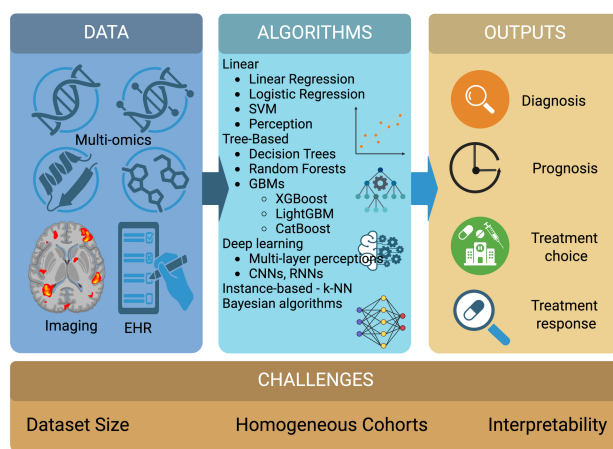 DATA
Multi-omics
Imaging
EHR
ALGORITHMS
Linear
• Linear Regression
• Logistic Regression
• SVM
• Perception
Tree-Based
• Decision Trees
• Random Forests
• GBMs
○ XGBoost
○ LightGBM
○ CatBoost
Deep learning
• Multi-layer perceptions
• CNNs, RNNs
Instance-based - k-NN
Bayesian algorithms
OUTPUTS
Diagnosis
Prognosis
Treatment
choice
Treatment
response
CHALLENGES
Dataset Size
Homogeneous Cohorts
Interpretability